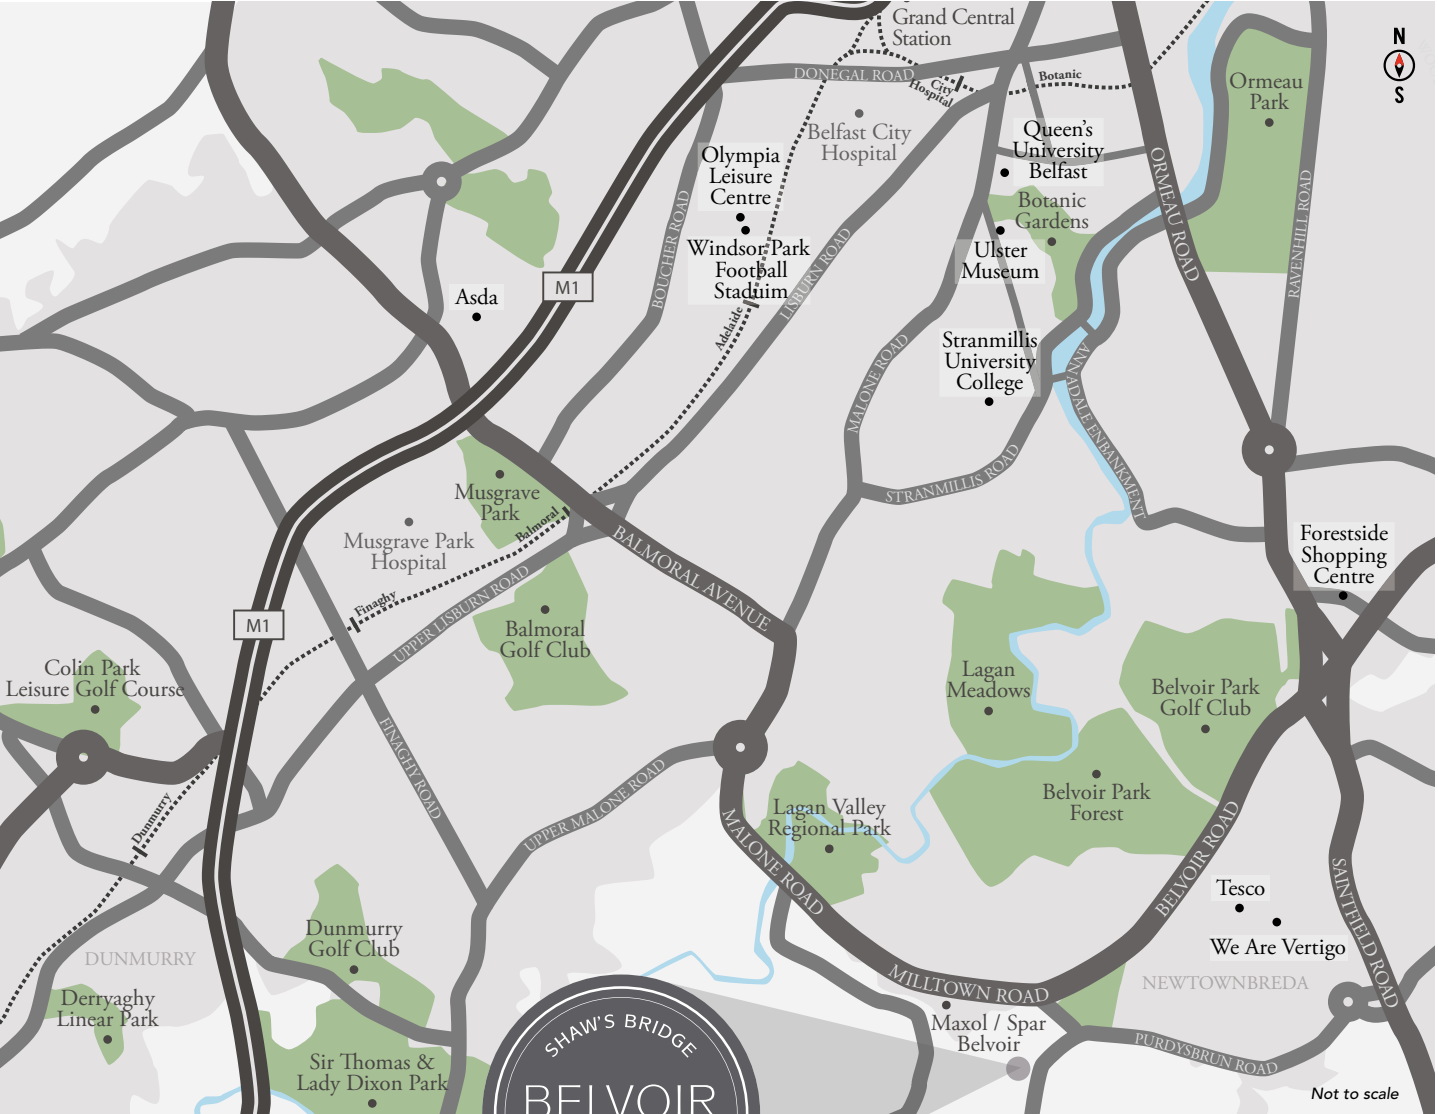 Grand Central
Station
N
S
DONEGAL ROAD
City
Hospital
Botanic
Ormeau
Park
Belfast City
Hospital
Queen's
University
Belfast
Olympia
Leisure
Centre
Windsor Park
Football
Staduim
Botanic
Gardens
Ulster
Museum
ORMEAU ROAD
RAVENHILL ROAD
BOUCHER ROAD
LISBURN ROAD
Adelaide
M1
Asda
Stranmillis
University
College
MALONE ROAD
ANNADALE ENBANKMENT
STRANMILLIS ROAD
Musgrave
Park
Balmoral
Musgrave Park
Hospital
BALMORAL AVENUE
Forestside
Shopping
Centre
Finaghy
UPPER LISBURN ROAD
M1
Balmoral
Golf Club
Colin Park
Leisure Golf Course
Lagan
Meadows
Belvoir Park
Golf Club
FINAGHY ROAD
UPPER MALONE ROAD
Belvoir Park
Forest
Dunmurry
Lagan Valley
Regional Park
MALONE ROAD
BELVOIR ROAD
SAINTFIELD ROAD
Tesco
We Are Vertigo
Dunmurry
Golf Club
DUNMURRY
NEWTOWNBREDA
MILLTOWN ROAD
Derryaghy
Linear Park
Maxol / Spar
Belvoir
PURDYSBRUN ROAD
Sir Thomas &
Lady Dixon Park
SHAW'S BRIDGE
BELVOIR
Not to scale